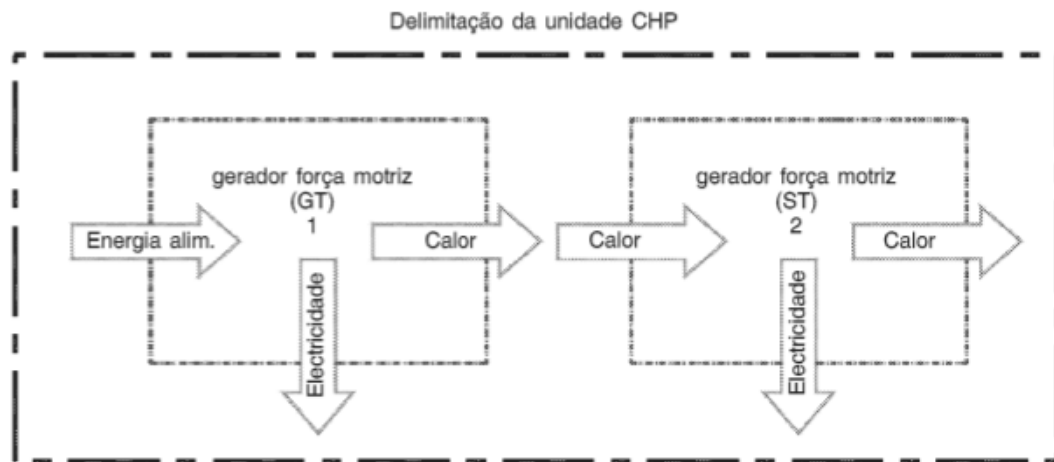 Delimitação da unidade CHP
gerador força motriz
(GT)
1
Energia alim.
Calor
Electricidade
Calor
gerador força motriz
(ST)
2
Calor
Electricidade